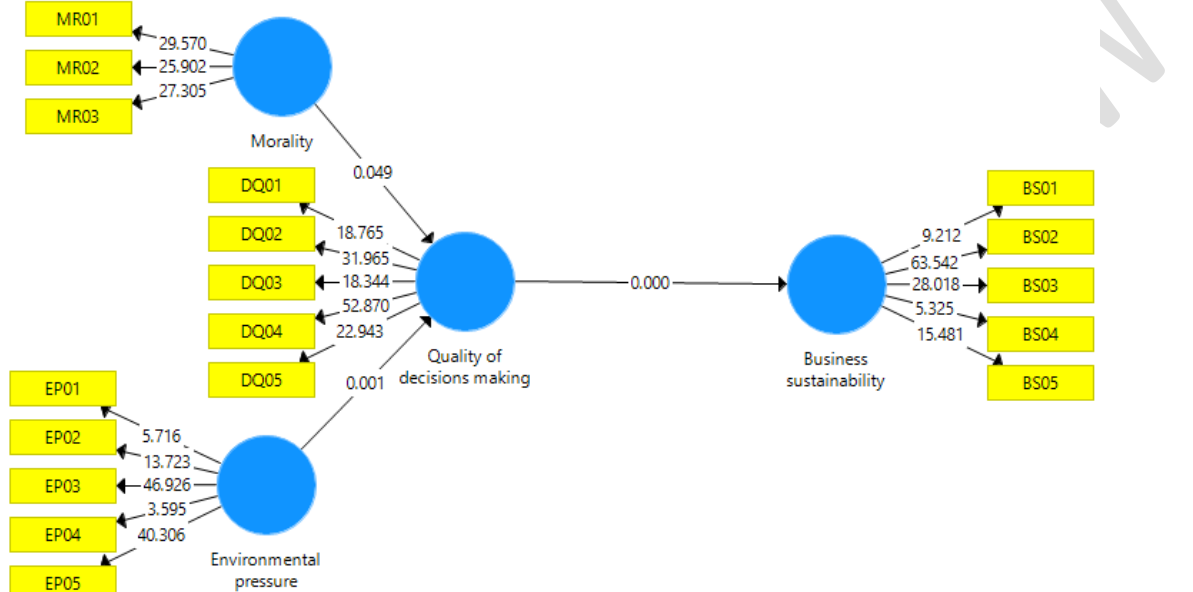 MR01
29.570
MR02
25.902
27.305
MR03
Morality
0.049
DQ01
18.765
DQ02
31.965
DQ03
18.344
52.870
DQ04
22.943
DQ05
Quality of
decisions making
0.000
BS01
9.212
BS02
63.542
28.018
BS03
5.325
BS04
15.481
BS05
Business
sustainability
0.001
EP01
5.716
EP02
13.723
EP03
46.926
3.595
EP04
40.306
EP05
Environmental
pressure